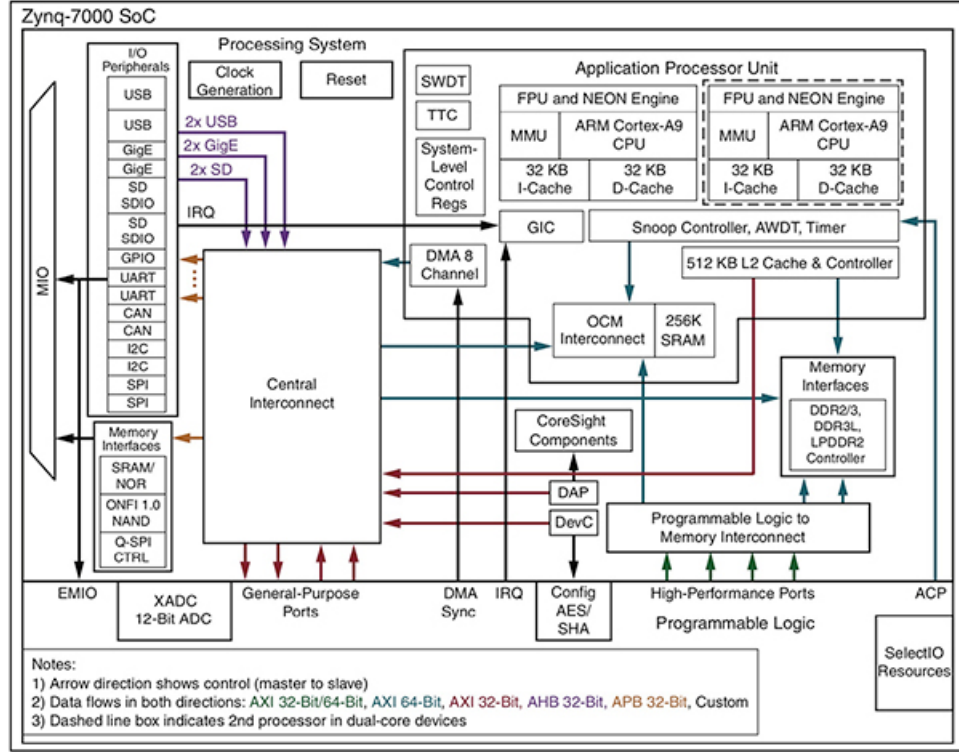 Zynq-7000 SoC
Processing System
I/O
Peripherals
USB
USB
GigE
GigE
SD
SDIO
SD
SDIO
GPIO
UART
UART
CAN
CAN
I2C
I2C
SPI
SPI
MIO
Clock
Generation
Reset
2x USB
2x GigE
2x SD
IRQ
SWDT
TTC
System-
Level
Control
Regs
Application Processor Unit
FPU and NEON Engine
MMU
ARM Cortex-A9
CPU
32 KB
I-Cache
32 KB
D-Cache
FPU and NEON Engine
MMU
ARM Cortex-A9
CPU
32 KB
I-Cache
32 KB
D-Cache
GIC
Snoop Controller, AWDT, Timer
DMA 8
Channel
512 KB L2 Cache & Controller
OCM
Interconnect
256K
SRAM
Central
Interconnect
Memory
Interfaces
DDR2/3,
DDR3L,
LPDDR2
Controller
CoreSight
Components
DAP
DevC
Programmable Logic to
Memory Interconnect
Memory
Interfaces
SRAM/
NOR
ONFI 1.0
NAND
Q-SPI
CTRL
EMIO
XADC
12-Bit ADC
General-Purpose
Ports
DMA
Sync
IRQ
Config
AES/
SHA
High-Performance Ports
ACP
Programmable Logic
SelectIO
Resources
Notes:
1) Arrow direction shows control (master to slave)
2) Data flows in both directions: AXI 32-Bit/64-Bit, AXI 64-Bit, AXI 32-Bit, AHB 32-Bit, APB 32-Bit, Custom
3) Dashed line box indicates 2nd processor in dual-core devices